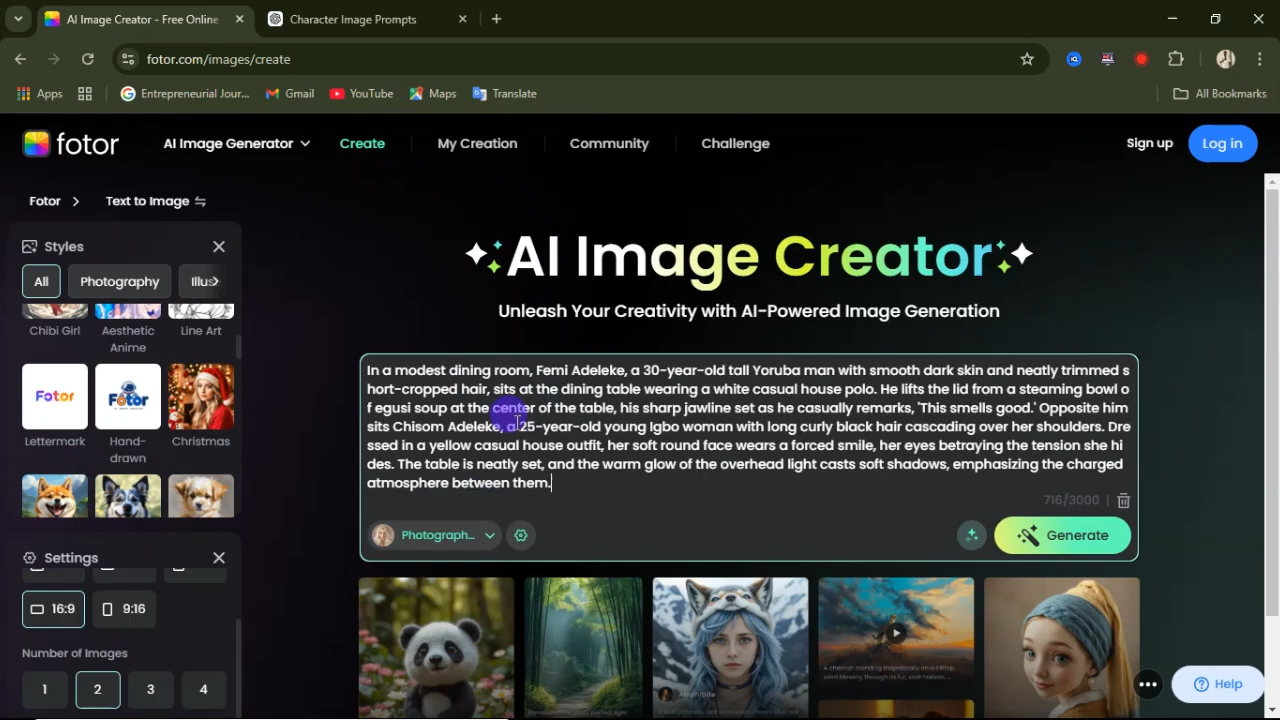 AI Image Creator - Free Online
Character Image Prompts
fotor.com/images/create
Apps
Entrepreneurial Jour...
Gmail
YouTube
Maps
Translate
All Bookmarks
fotor
AI Image Generator
Create
My Creation
Community
Challenge
Sign up
Log in
Fotor
Text to Image
Styles
All
Photography
Illus
Chibi Girl
Aesthetic
Anime
Line Art
Fotor
Fotor
Lettermark
Hand-
drawn
Christmas
Settings
16:9
9:16
Number of Images
1
2
3
4
AI Image Creator
Unleash Your Creativity with AI-Powered Image Generation
In a modest dining room, Femi Adeleke, a 30-year-old tall Yoruba man with smooth dark skin and neatly trimmed s
hort-cropped hair, sits at the dining table wearing a white casual house polo. He lifts the lid from a steaming bowl o
f egusi soup at the center of the table, his sharp jawline set as he casually remarks, 'This smells good.' Opposite him
sits Chisom Adeleke, a 25-year-old young Igbo woman with long curly black hair cascading over her shoulders. Dre
ssed in a yellow casual house outfit, her soft round face wears a forced smile, her eyes betraying the tension she hi
des. The table is neatly set, and the warm glow of the overhead light casts soft shadows, emphasizing the charged
atmosphere between them.
716/3000
Photograph...
Generate
Help